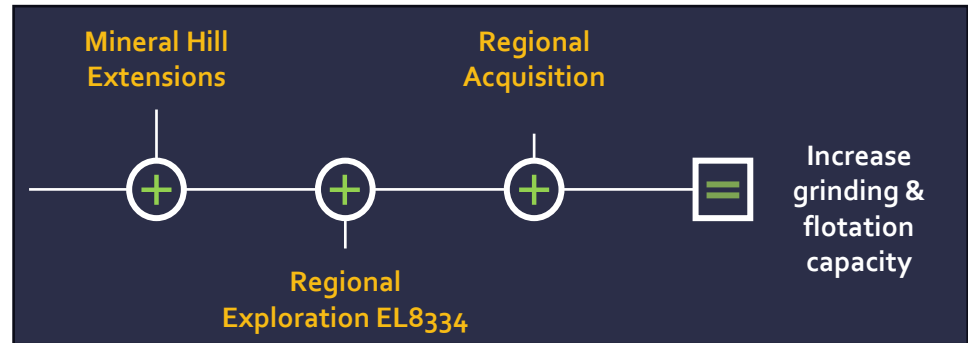 Mineral Hill
Extensions
+
Regional
Exploration EL8334
+
Regional
Acquisition
+
=
Increase
grinding &
flotation
capacity